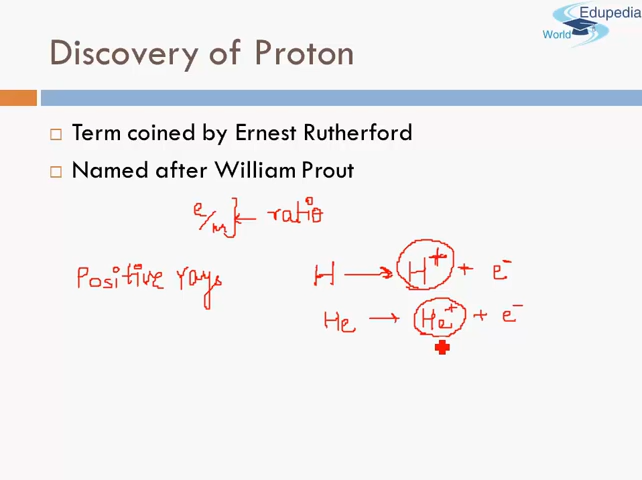 Edupedia
World
Discovery of Proton
Term coined by Ernest Rutherford
Named after William Prout
e/m } ← ratio
Positive rays
H → H+ + e-
He → He+ + e-